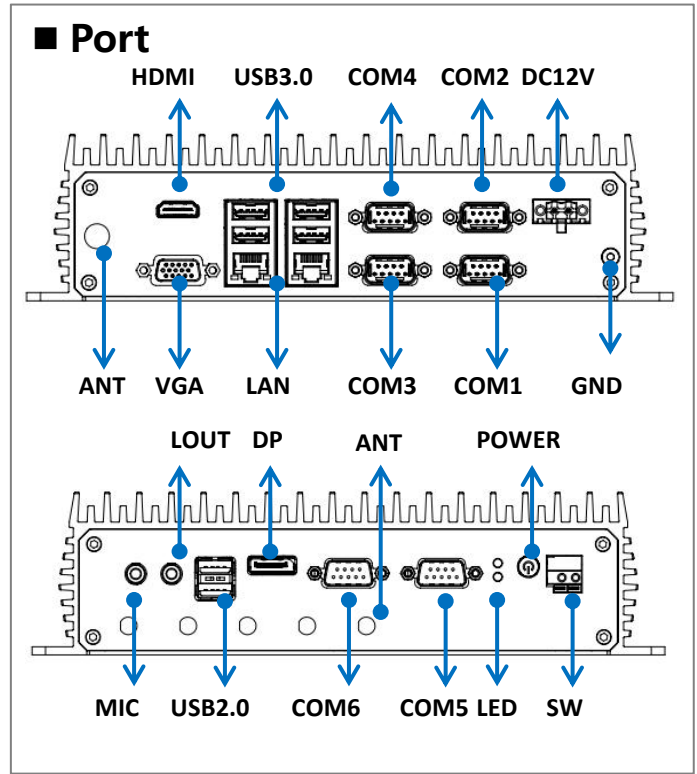 ■ Port
HDMI USB3.0 COM4 COM2 DC12V
ANT VGA LAN COM3 COM1 GND
LOUT DP ANT POWER
MIC USB2.0 COM6 COM5 LED SW